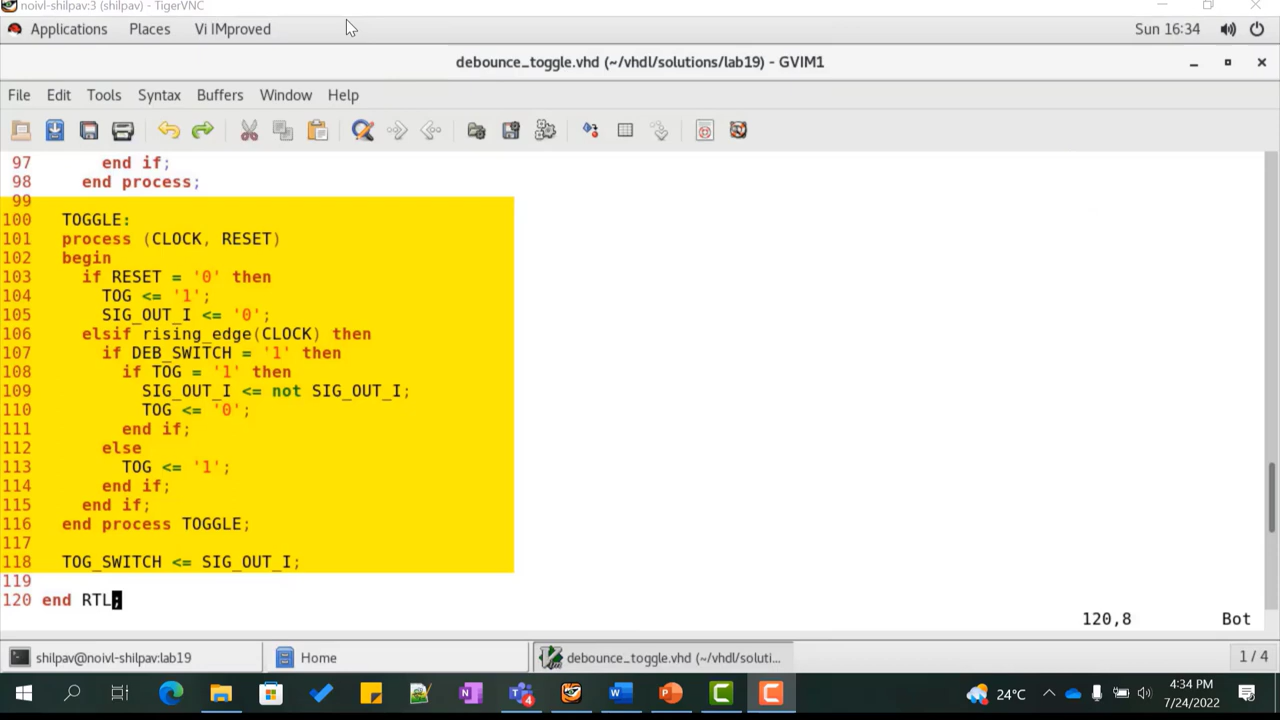 noivl-shilpav:3 (shilpav) - TigerVNC
Applications Places Vi IMproved Sun 16:34
debounce_toggle.vhd (~/vhdl/solutions/lab19) - GVIM1
File Edit Tools Syntax Buffers Window Help
97 end if;
98 end process;
99
100 TOGGLE:
101 process (CLOCK, RESET)
102 begin
103 if RESET = '0' then
104 TOG <= '1';
105 SIG_OUT_I <= '0';
106 elsif rising_edge(CLOCK) then
107 if DEB_SWITCH = '1' then
108 if TOG = '1' then
109 SIG_OUT_I <= not SIG_OUT_I;
110 TOG <= '0';
111 end if;
112 else
113 TOG <= '1';
114 end if;
115 end if;
116 end process TOGGLE;
117
118 TOG_SWITCH <= SIG_OUT_I;
119
120 end RTL;
120,8 Bot
shilpav@noivl-shilpav:lab19 Home debounce_toggle.vhd (~/vhdl/soluti... 1 / 4
4 24°C 4:34 PM
7/24/2022